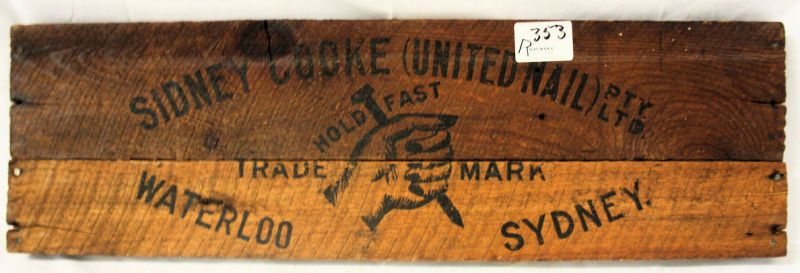 353
SIDNEY COOKE (UNITED NAIL) PTY LTD.
HOLD FAST
TRADE MARK
WATERLOO SYDNEY.